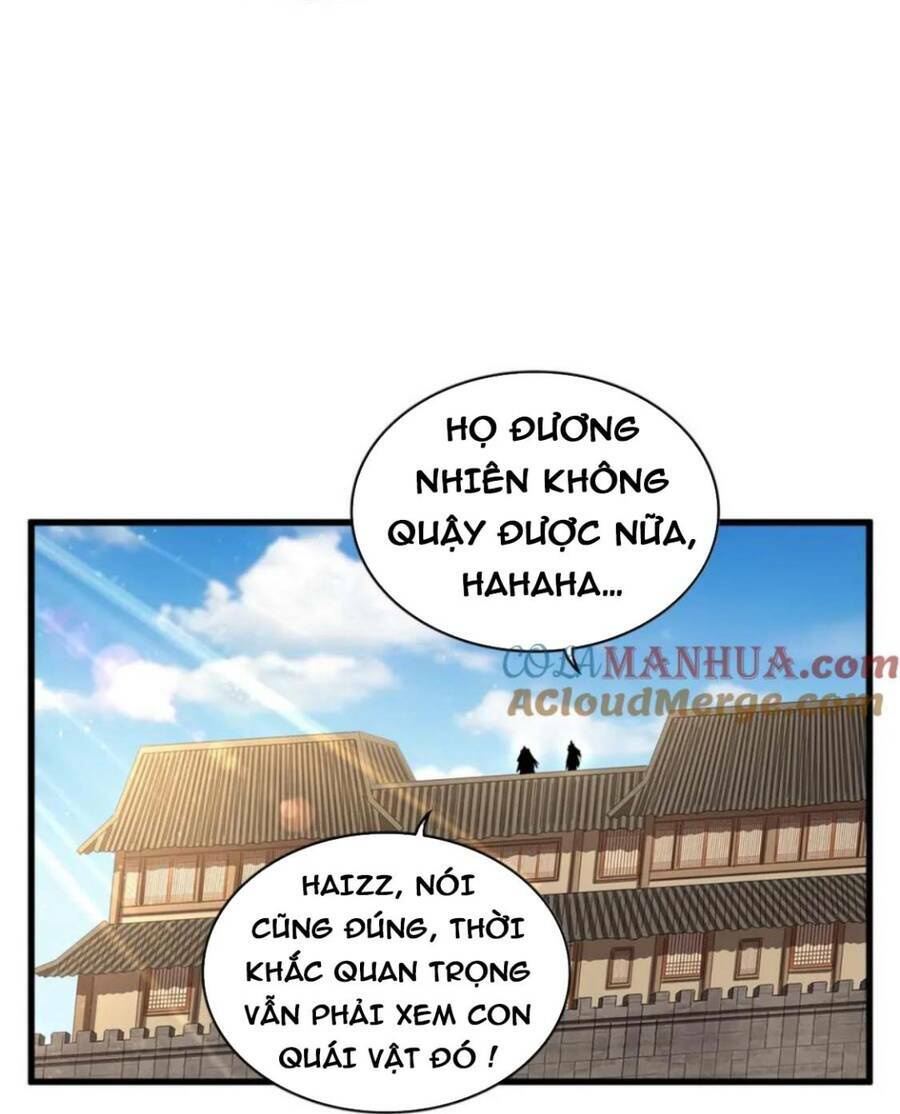 HỌ ĐƯƠNG
NHIÊN KHÔNG
QUẬY ĐƯỢC NỮA,
HAHAHA...
COLAMANHUA.com
ACloudMerge.com
HAIZZ, NÓI
CŨNG ĐÚNG, THỜI
KHẮC QUAN TRỌNG
VẪN PHẢI XEM CON
QUÁI VẬT ĐÓ !